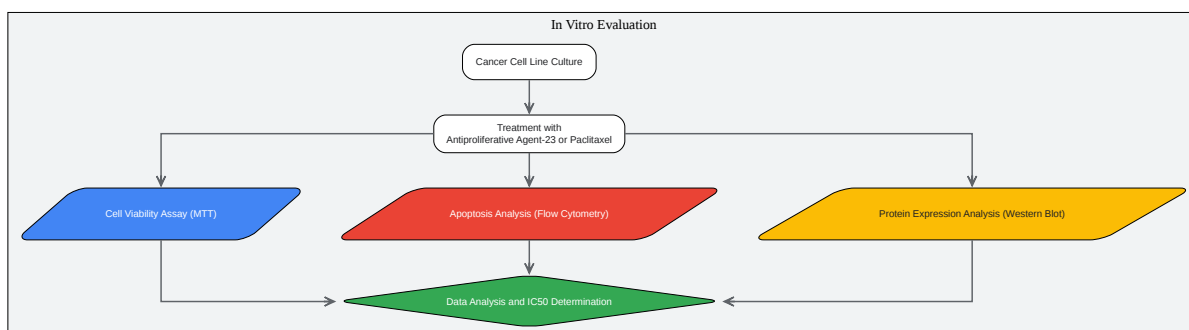 In Vitro Evaluation
Cancer Cell Line Culture
Treatment with
Antiproliferative Agent-23 or Paclitaxel
Cell Viability Assay (MTT)
Apoptosis Analysis (Flow Cytometry)
Protein Expression Analysis (Western Blot)
Data Analysis and IC50 Determination